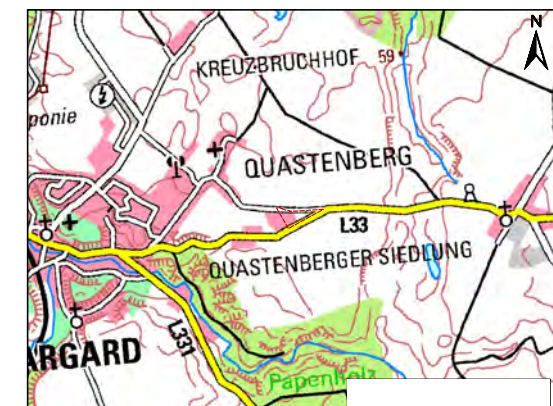 N
KREUZBRUCHHOF
59
ponie
QUASTENBERG
L33
QUASTENBERGER SIEDLUNG
L331
ARGARD
Papenholz